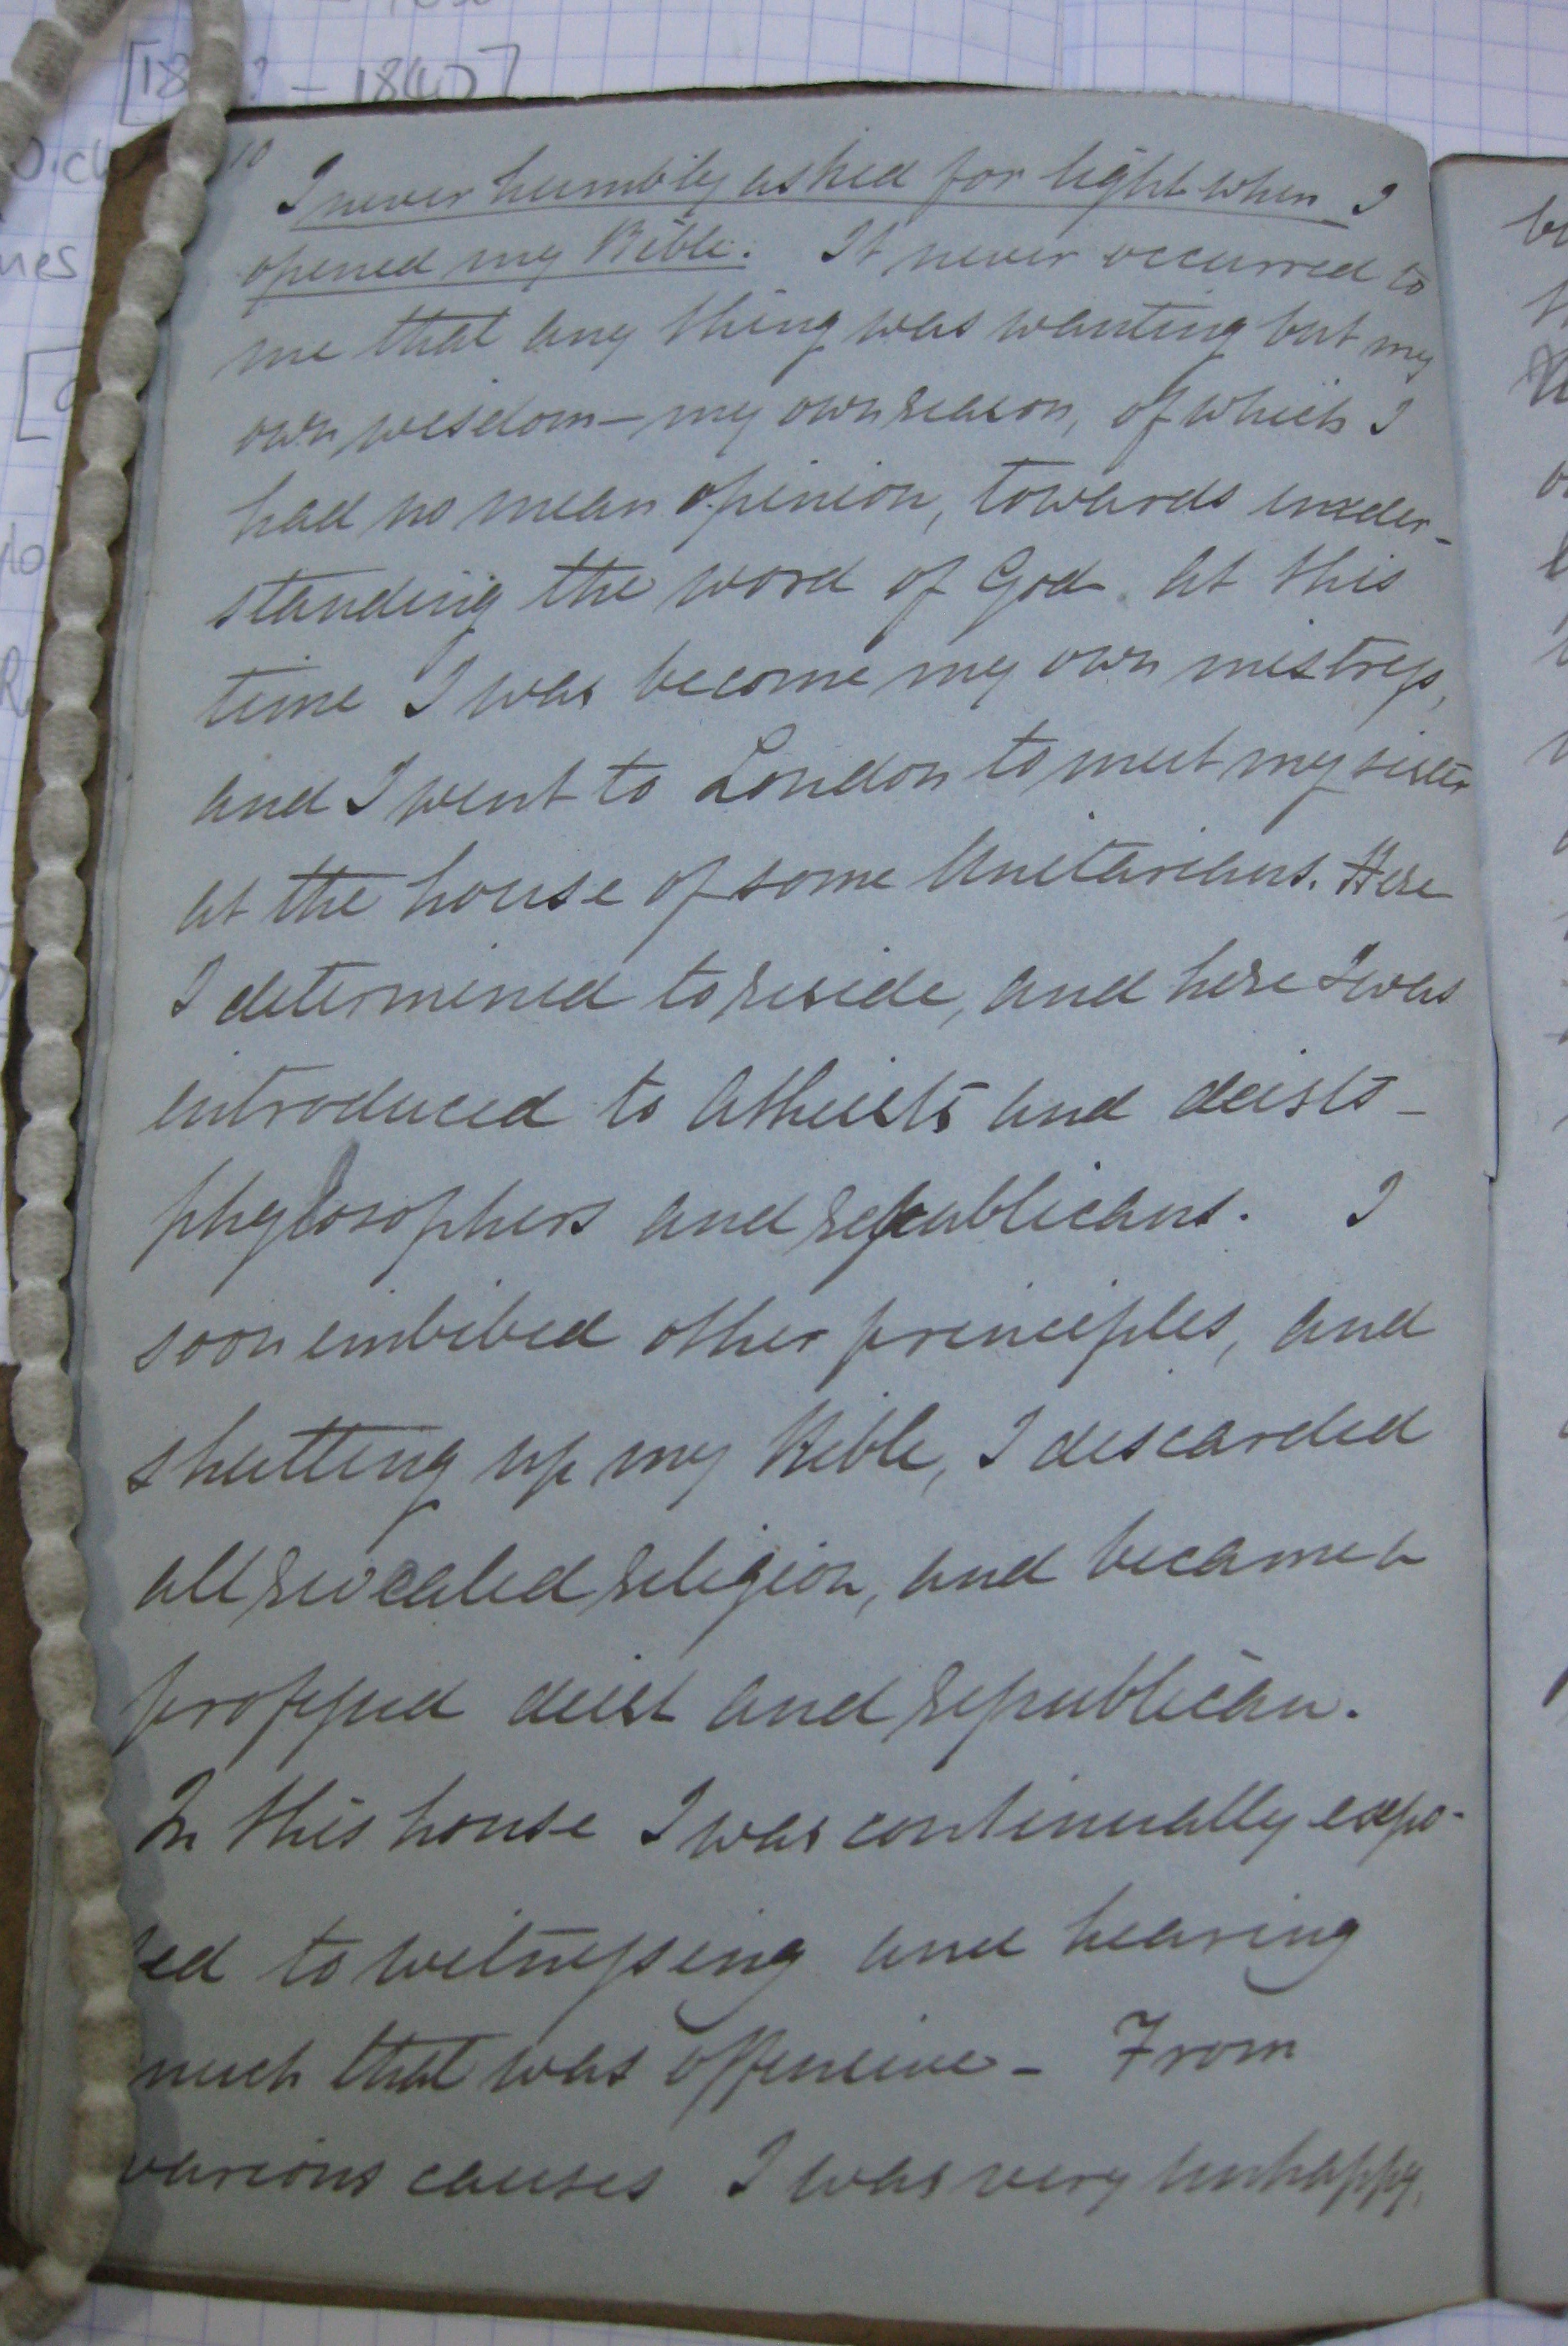 [18 ? - 1840]
10
I never humbly asked for light when I
opened my Bible. It never occurred to
me that any thing was wanting but my
own wisdom – my own reason, of which I
had no mean opinion, towards under-
standing the word of God. At this
time I was become my own mistress,
and I went to London to meet my sister
at the house of some Unitarians. Here
I determined to reside, and here I was
introduced to atheists and deists –
phylosophers and republicans. I
soon imbibed other principles, and
shutting up my Bible, I discarded
all revealed religion, and became a
professed deist and republican.
In this house I was continually expo-
sed to witnessing and hearing
much that was offensive – From
various causes I was very unhappy,